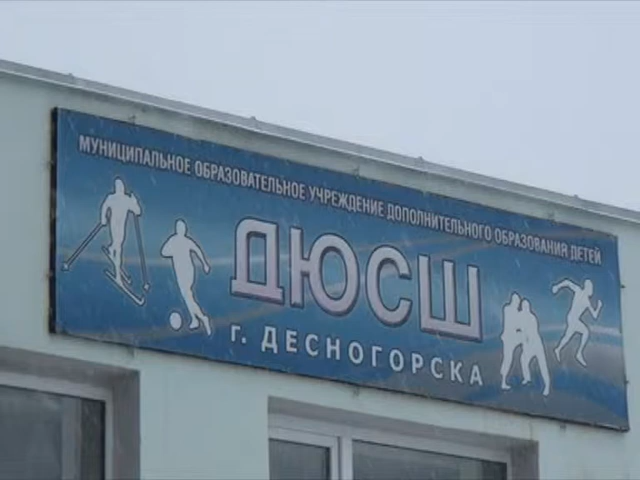 МУНИЦИПАЛЬНОЕ ОБРАЗОВАТЕЛЬНОЕ УЧРЕЖДЕНИЕ ДОПОЛНИТЕЛЬНОГО ОБРАЗОВАНИЯ ДЕТЕЙ
ДЮСШ
г. ДЕСНОГОРСКА